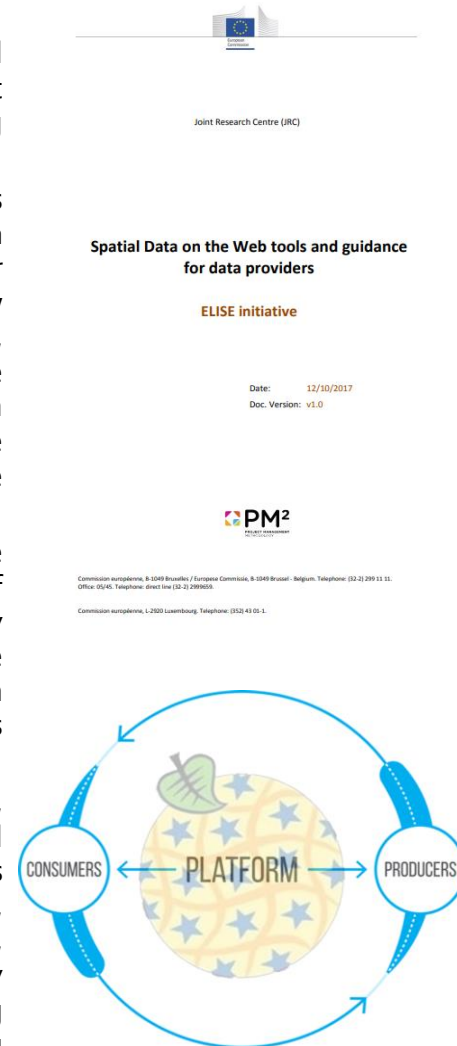 European
Commission
Joint Research Centre (JRC)
Spatial Data on the Web tools and guidance
for data providers
ELISE initiative
Date: 12/10/2017
Doc. Version: v1.0
PM²
PROJECT MANAGEMENT
METHODOLOGY
Commission européenne, B-1049 Bruxelles / Europese Commissie, B-1049 Brussel - Belgium. Telephone: (32-2) 299 11 11.
Office: 05/45. Telephone: direct line (32-2) 2999659.
Commission européenne, L-2920 Luxembourg. Telephone: (352) 43 01-1.
CONSUMERS
PLATFORM
PRODUCERS